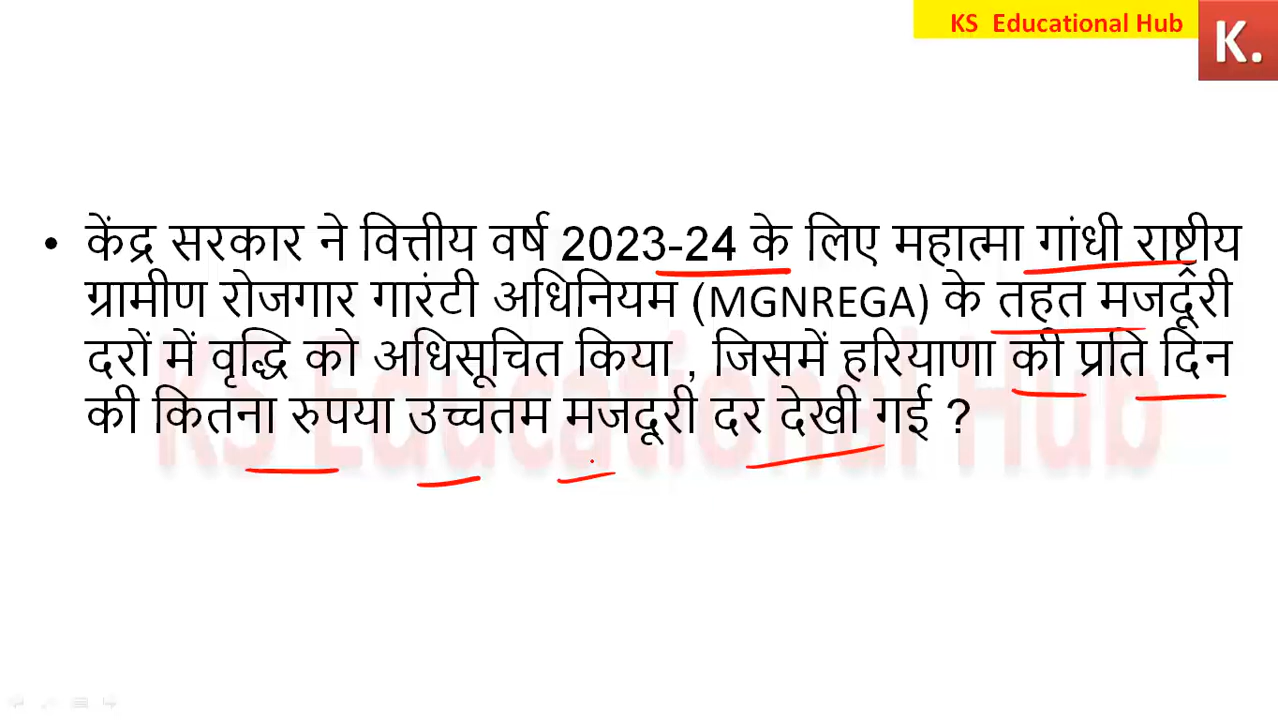 KS Educational Hub
K.
• केंद्र सरकार ने वित्तीय वर्ष 2023-24 के लिए महात्मा गांधी राष्ट्रीय
ग्रामीण रोजगार गारंटी अधिनियम (MGNREGA) के तहत मजदूरी
दरों में वृद्धि को अधिसूचित किया , जिसमें हरियाणा की प्रति दिन
की कितना रुपया उच्चतम मजदूरी दर देखी गई ?
KS Educational Hub